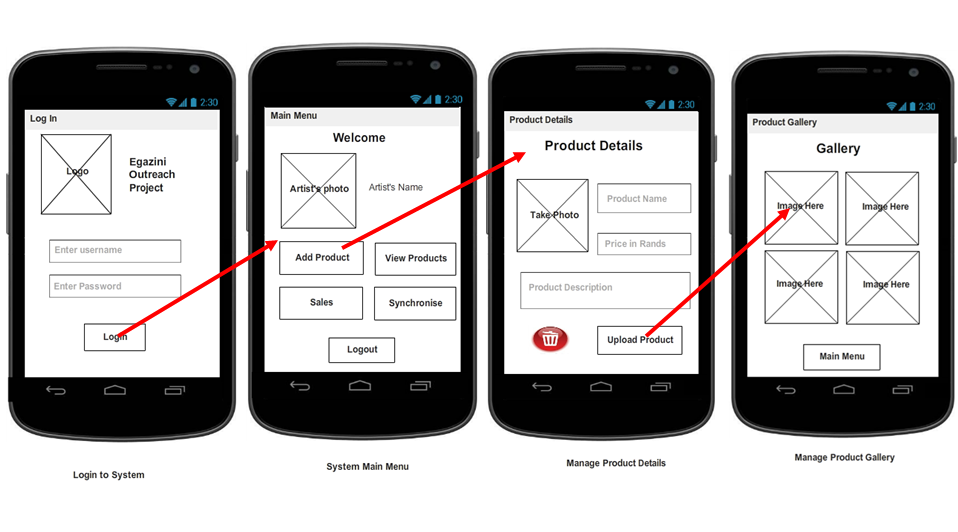 2:30
Log In
Logo
Egazini
Outreach
Project
Enter username
Enter Password
Login
Login to System
2:30
Main Menu
Welcome
Artist's photo
Artist's Name
Add Product
View Products
Sales
Synchronise
Logout
System Main Menu
2:30
Product Details
Product Details
Take Photo
Product Name
Price in Rands
Product Description
Upload Product
Manage Product Details
2:30
Product Gallery
Gallery
Image Here
Image Here
Image Here
Image Here
Main Menu
Manage Product Gallery